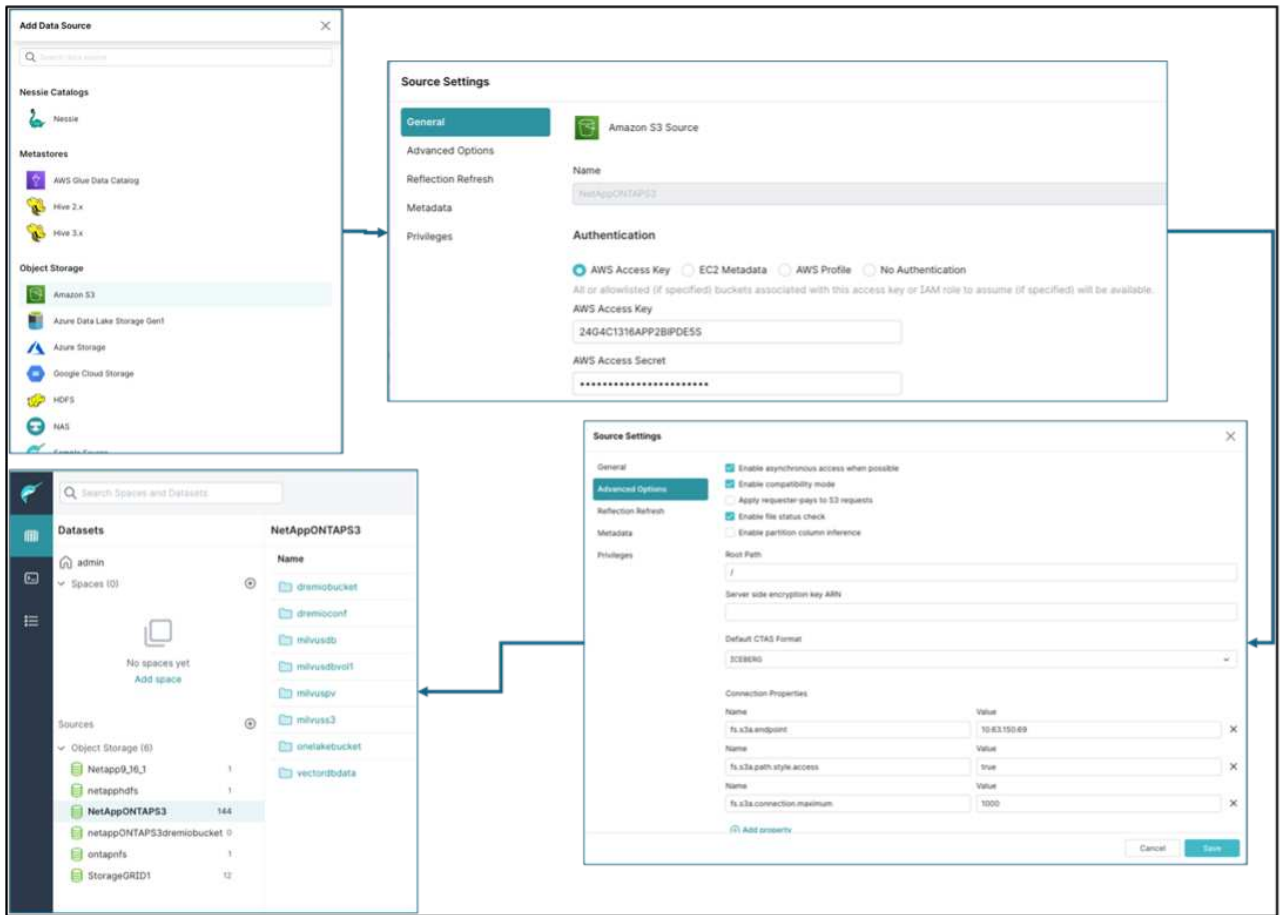 Add Data Source
Search data source
Nessie Catalogs
Nessie
Metastores
AWS Glue Data Catalog
Hive 2.x
Hive 3.x
Object Storage
Amazon S3
Azure Data Lake Storage Gen1
Azure Storage
Google Cloud Storage
HDFS
NAS
Sample Source
Source Settings
General
Advanced Options
Reflection Refresh
Metadata
Privileges
Amazon S3 Source
Name
NetAppONTAPS3
Authentication
AWS Access Key EC2 Metadata AWS Profile No Authentication
All or allowlisted (if specified) buckets associated with this access key or IAM role to assume (if specified) will be available.
AWS Access Key
24G4C1316APP2BIPDE5S
AWS Access Secret
Source Settings
General
Advanced Options
Reflection Refresh
Metadata
Privileges
Enable asynchronous access when possible
Enable compatibility mode
Apply requester-pays to S3 requests
Enable file status check
Enable partition column inference
Root Path
/
Server side encryption key ARN
Default CTAS Format
ICEBERG
Connection Properties
Name Value
fs.s3a.endpoint 10.63.150.69
Name Value
fs.s3a.path.style.access true
Name Value
fs.s3a.connection.maximum 1000
Add property
Cancel Save
Search Spaces and Datasets
Datasets
admin
Spaces (0)
No spaces yet
Add space
Sources
Object Storage (6)
Netapp9_16_1 1
netapphdfs 1
NetAppONTAPS3 144
netappONTAPS3dremiobucket 0
ontapnfs 1
StorageGRID1 12
NetAppONTAPS3
Name
dremiobucket
dremioconf
milvusdb
milvusdbvol1
milvuspv
milvuss3
onelakebucket
vectordbdata